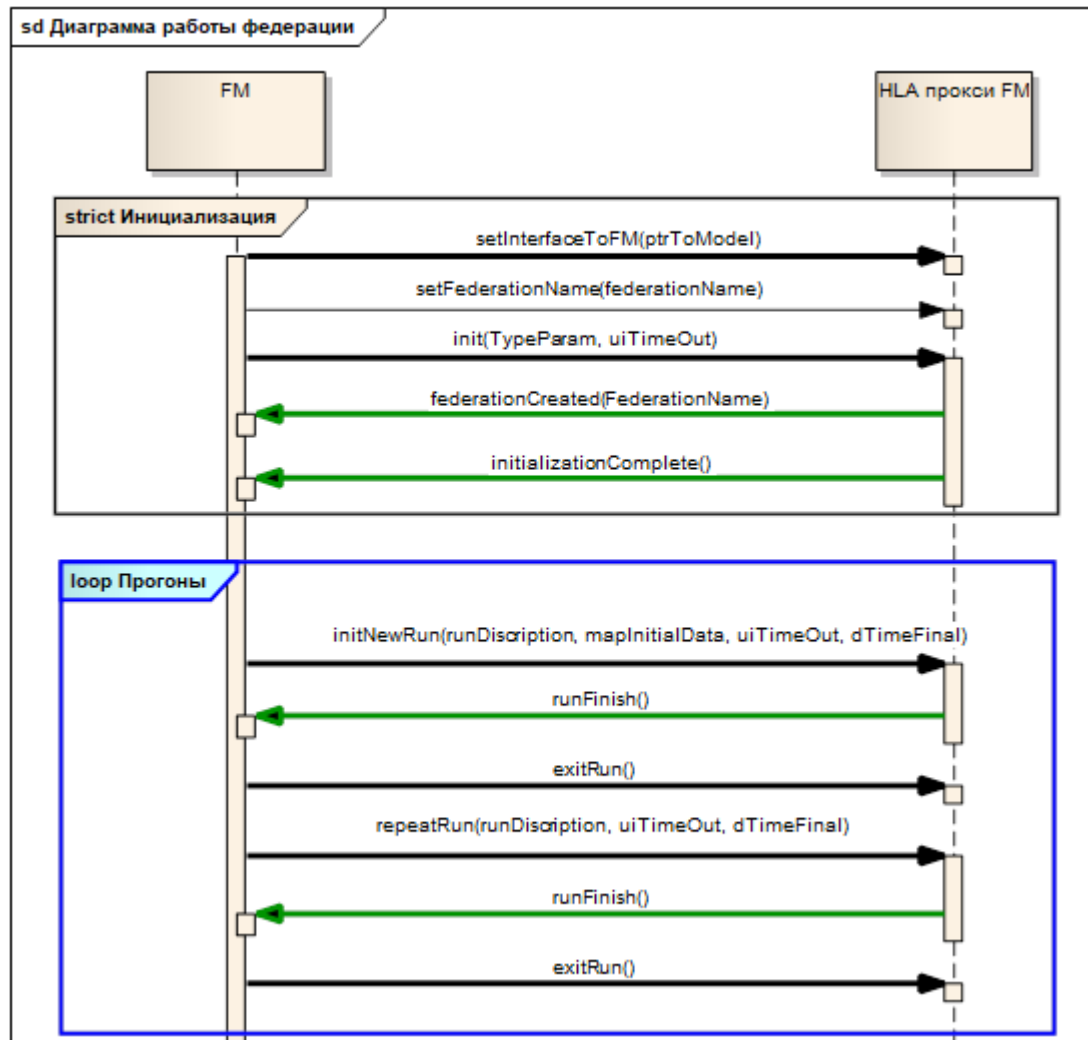 sd Диаграмма работы федерации
FM
HLA прокси FM
strict Инициализация
setInterfaceToFM(ptrToModel)
setFederationName(federationName)
init(TypeParam, uiTimeOut)
federationCreated(FederationName)
initializationComplete()
loop Прогоны
initNewRun(runDiscription, mapInitialData, uiTimeOut, dTimeFinal)
runFinish()
exitRun()
repeatRun(runDiscription, uiTimeOut, dTimeFinal)
runFinish()
exitRun()